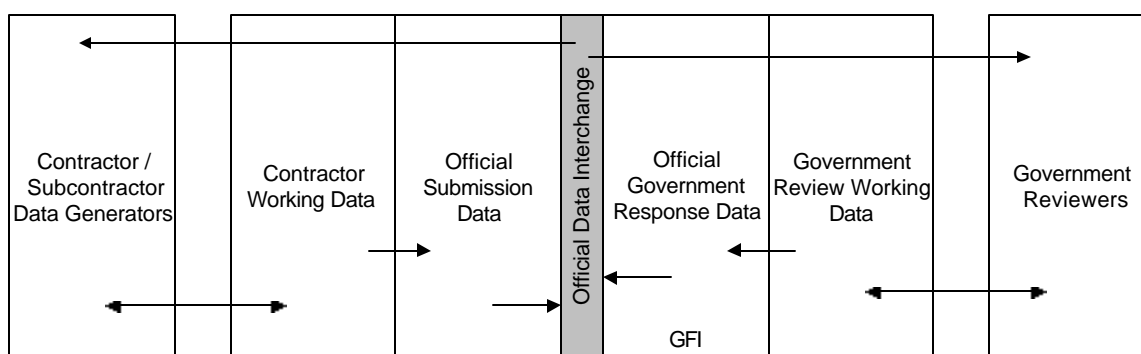 Contractor /
Subcontractor
Data Generators
Contractor
Working Data
Official
Submission
Data
Official Data Interchange
Official
Government
Response Data
Government
Review Working
Data
Government
Reviewers
GFI